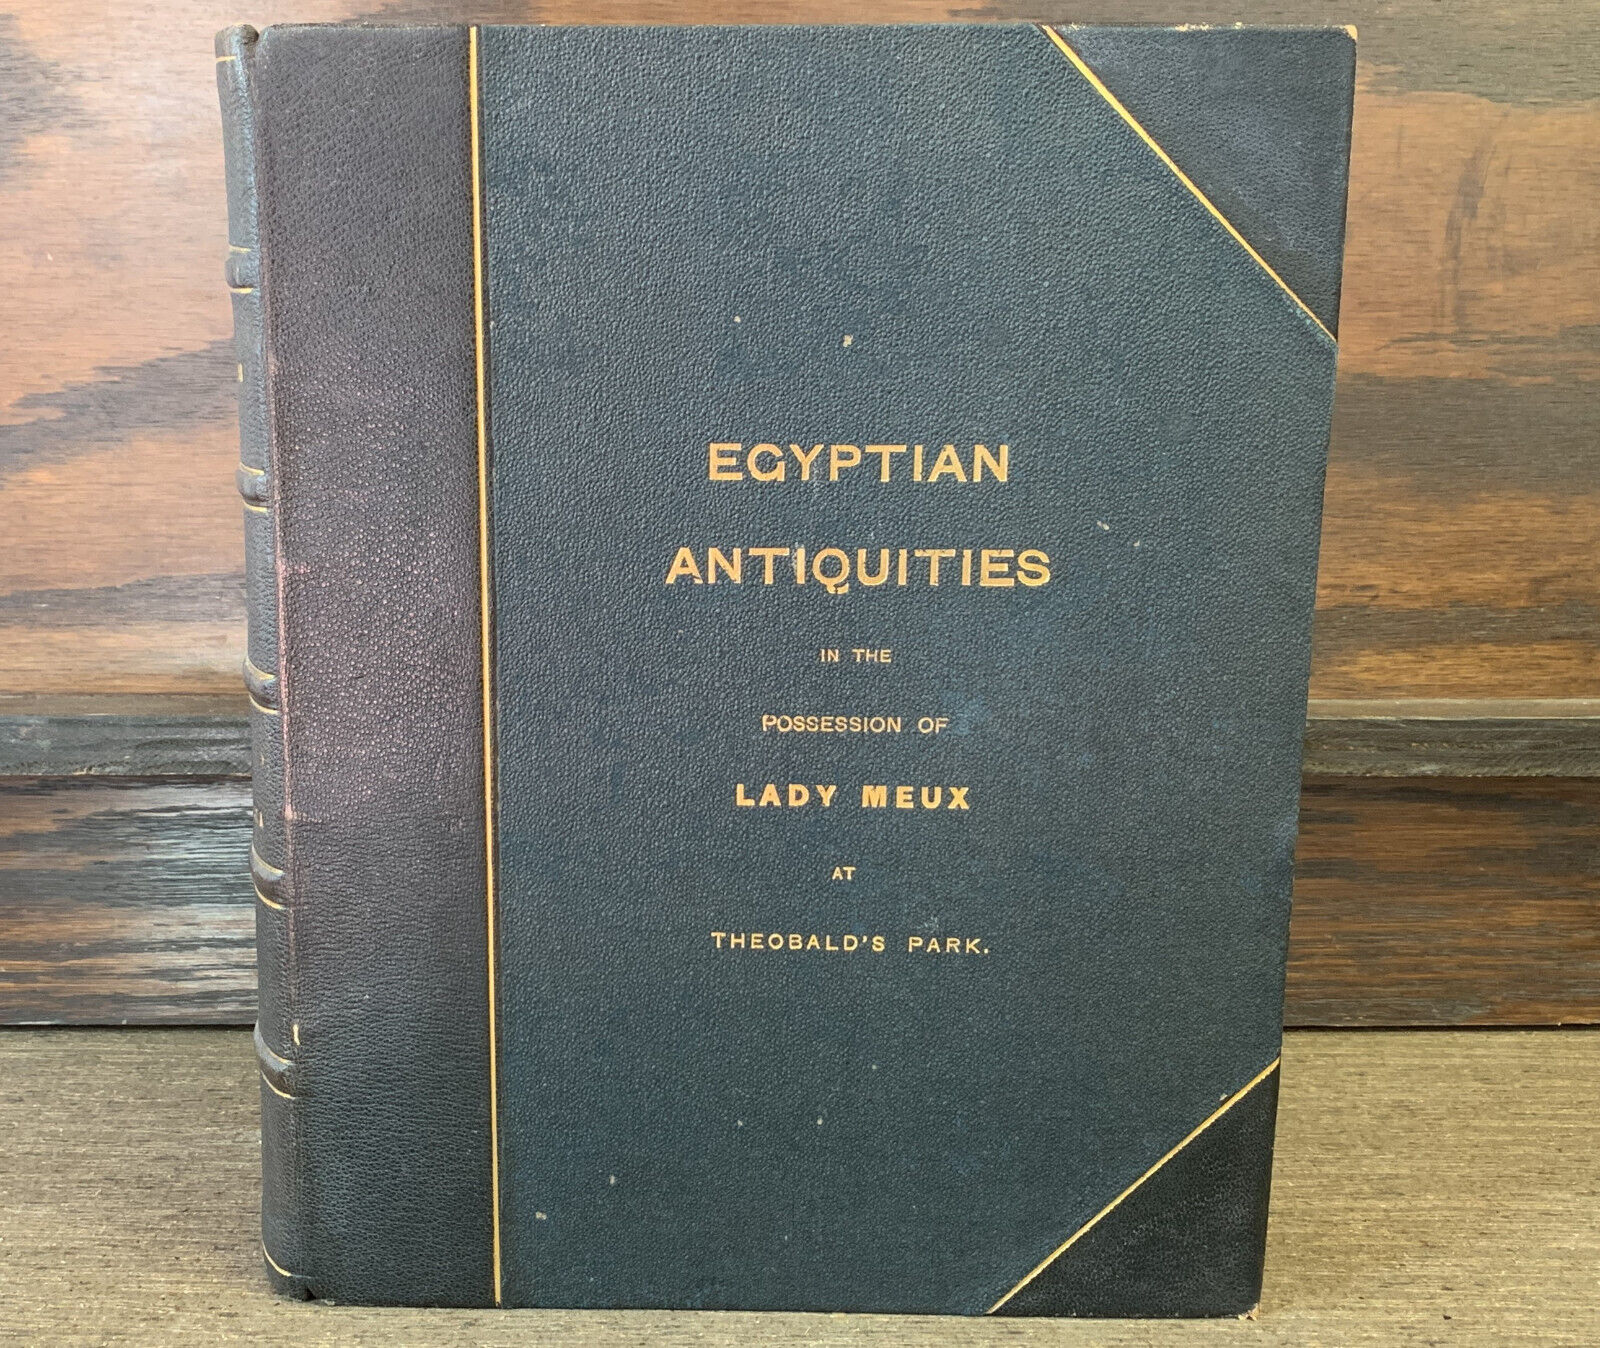 EGYPTIAN
ANTIQUITIES
IN THE
POSSESSION OF
LADY MEUX
AT
THEOBALD'S PARK.